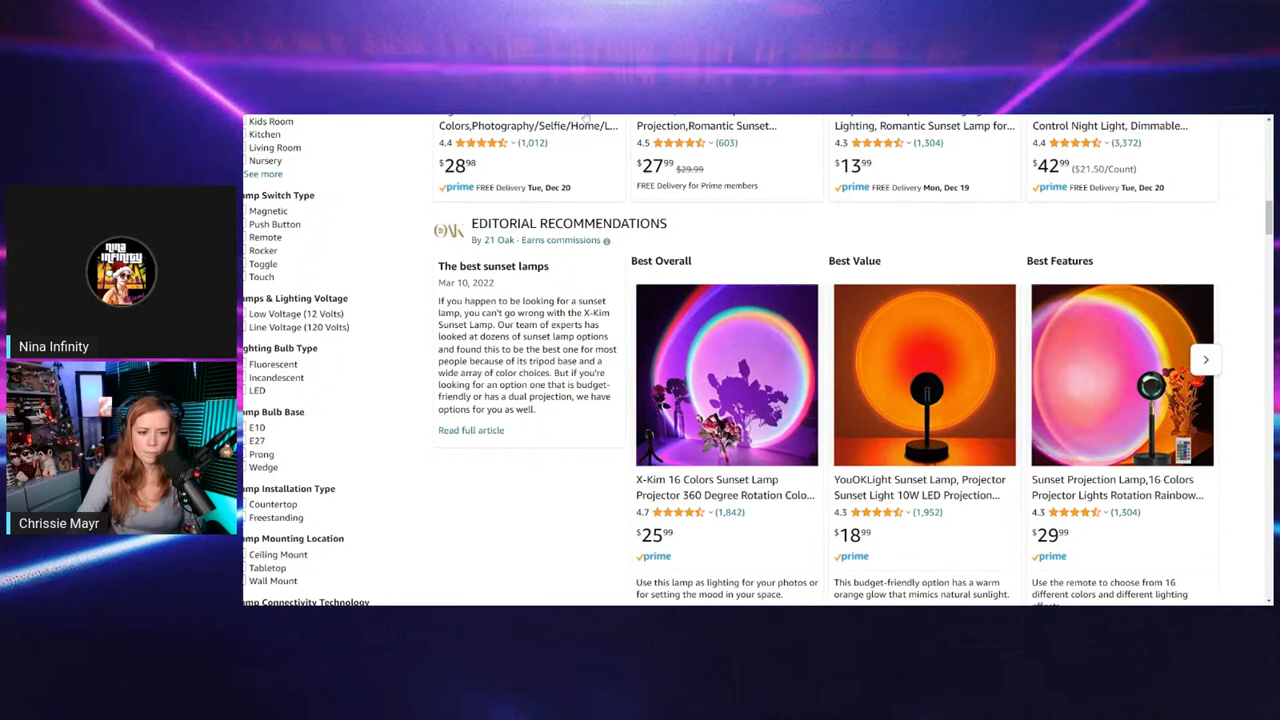 Kids Room
Kitchen
Living Room
Nursery
See more
amp Switch Type
Magnetic
Push Button
Remote
Rocker
Toggle
Touch
amps & Lighting Voltage
Low Voltage (12 Volts)
Line Voltage (120 Volts)
ghting Bulb Type
Fluorescent
Incandescent
LED
amp Bulb Base
E10
E27
Prong
Wedge
amp Installation Type
Countertop
Freestanding
amp Mounting Location
Ceiling Mount
Tabletop
Wall Mount
amp Connectivity Technology
Colors,Photography/Selfie/Home/L...
4.4 (1,012)
$28.98
prime FREE Delivery Tue, Dec 20
Projection,Romantic Sunset...
4.5 (603)
$27.99 $29.99
FREE Delivery for Prime members
Lighting, Romantic Sunset Lamp for...
4.3 (1,304)
$13.99
prime FREE Delivery Mon, Dec 19
Control Night Light, Dimmable...
4.4 (3,372)
$42.99 ($21.50/Count)
prime FREE Delivery Tue, Dec 20
EDITORIAL RECOMMENDATIONS
By 21 Oak · Earns commissions
The best sunset lamps
Mar 10, 2022
If you happen to be looking for a sunset
lamp, you can't go wrong with the X-Kim
Sunset Lamp. Our team of experts has
looked at dozens of sunset lamp options
and found this to be the best one for most
people because of its tripod base and a
wide array of color choices. But if you're
looking for an option one that is budget-
friendly or has a dual projection, we have
options for you as well.
Read full article
Best Overall
X-Kim 16 Colors Sunset Lamp
Projector 360 Degree Rotation Colo...
4.7 (1,842)
$25.99
prime
Use this lamp as lighting for your photos or
for setting the mood in your space.
Best Value
YouOKLight Sunset Lamp, Projector
Sunset Light 10W LED Projection...
4.3 (1,952)
$18.99
prime
This budget-friendly option has a warm
orange glow that mimics natural sunlight.
Best Features
Sunset Projection Lamp,16 Colors
Projector Lights Rotation Rainbow...
4.3 (1,304)
$29.99
prime
Use the remote to choose from 16
different colors and different lighting
NINA
INFINITY
Nina Infinity
Chrissie Mayr